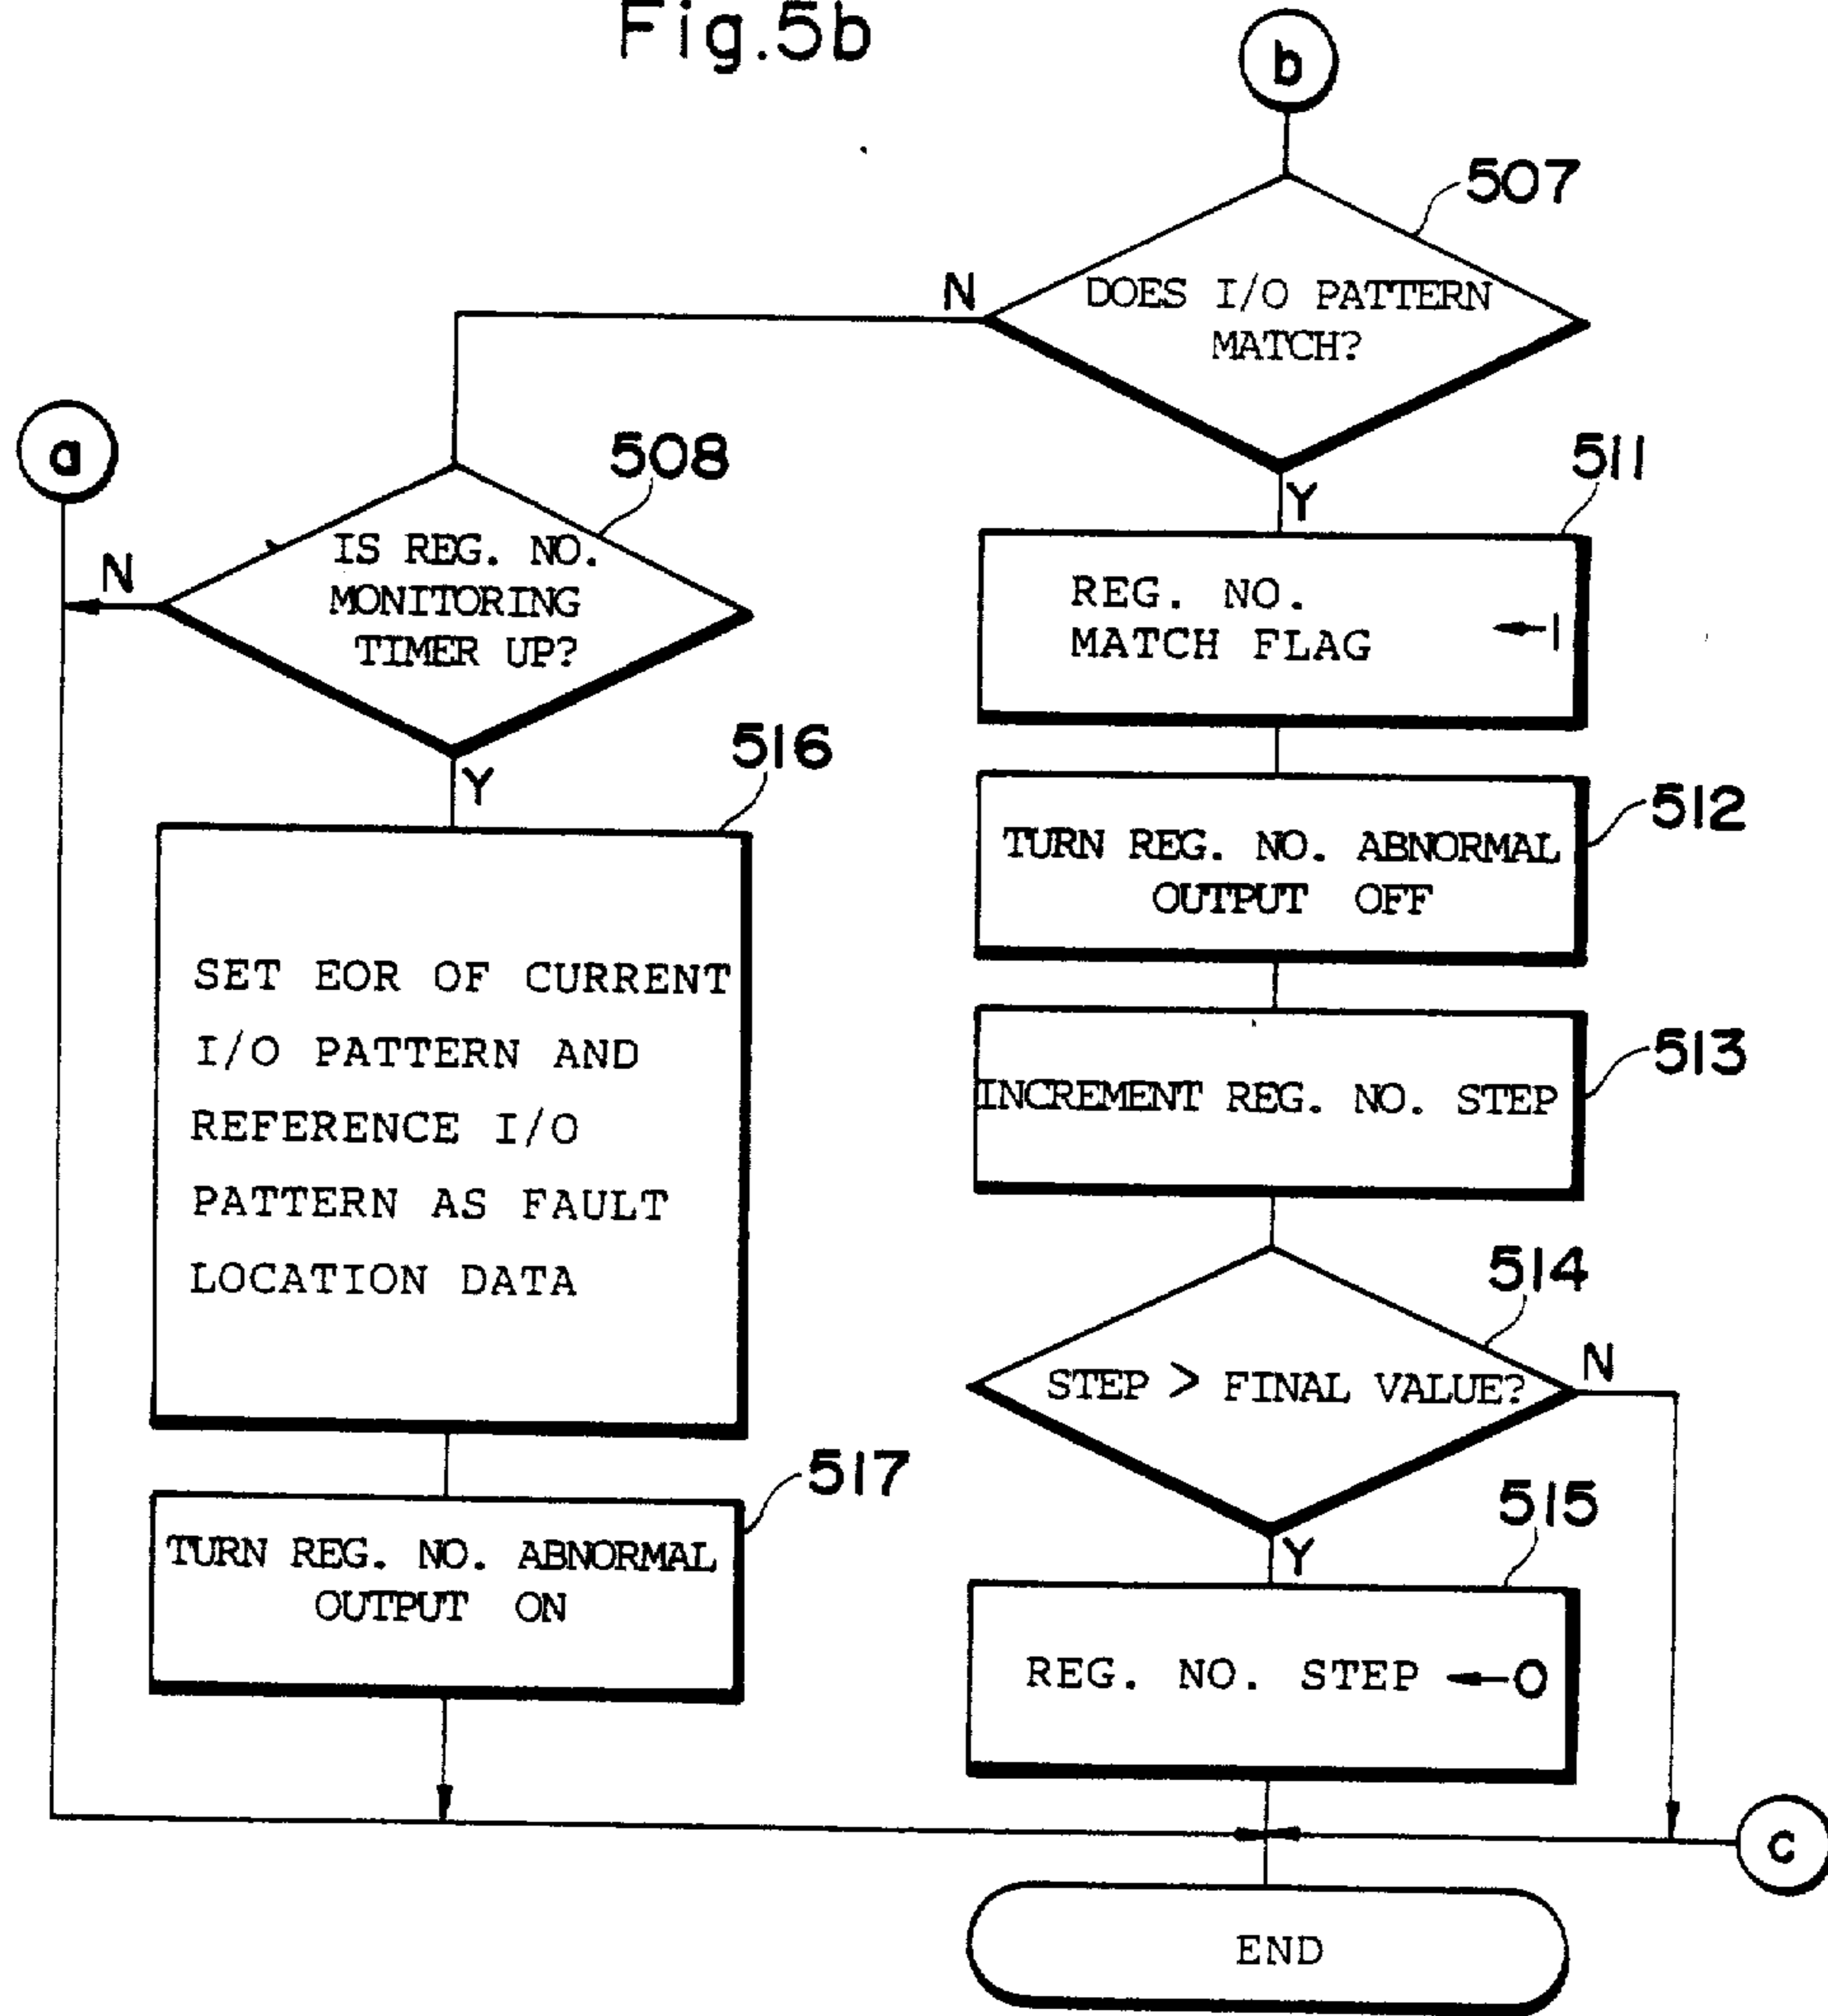 Fig.5b
b
507
N
DOES I/O PATTERN
MATCH?
Y
a
508
N
IS REG. NO.
MONITORING
TIMER UP?
Y
511
REG. NO.
MATCH FLAG ←1
512
TURN REG. NO. ABNORMAL
OUTPUT OFF
516
SET EOR OF CURRENT
I/O PATTERN AND
REFERENCE I/O
PATTERN AS FAULT
LOCATION DATA
513
INCREMENT REG. NO. STEP
514
STEP > FINAL VALUE?
N
Y
517
TURN REG. NO. ABNORMAL
OUTPUT ON
515
REG. NO. STEP ←0
c
END